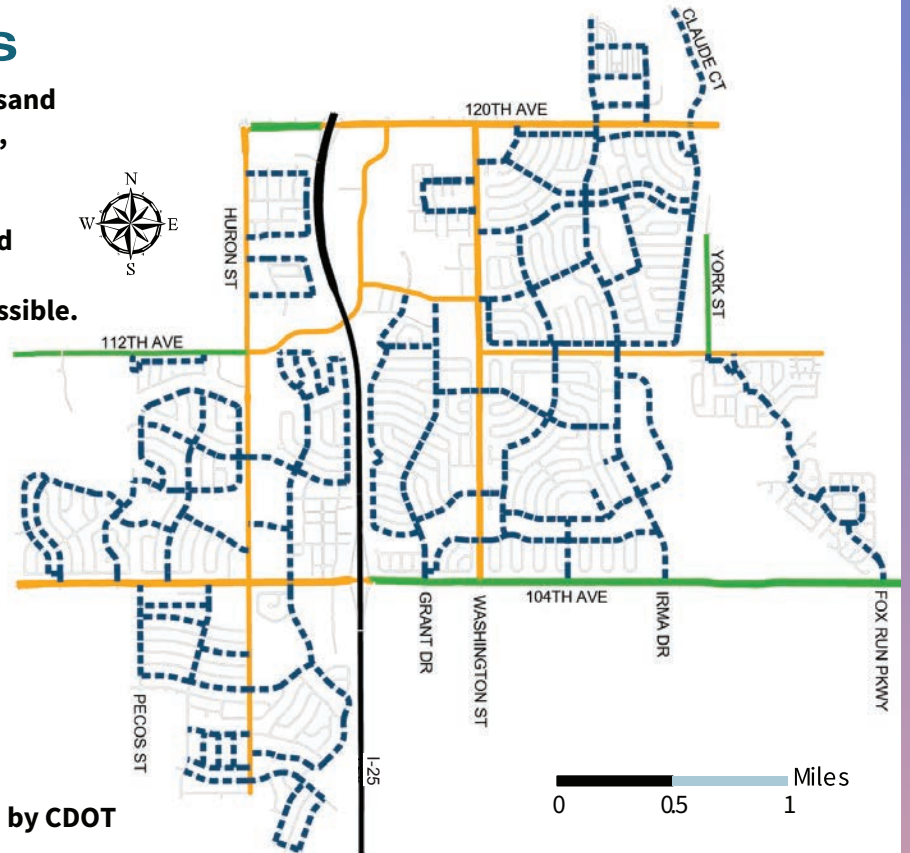 s
sand
,
d
ssible.
N
W E
S
CLAUDE CT
120TH AVE
HURON ST
YORK ST
112TH AVE
104TH AVE
GRANT DR
WASHINGTON ST
IRMA DR
FOX RUN PKWY
PECOS ST
I-25
Miles
0 0.5 1
by CDOT